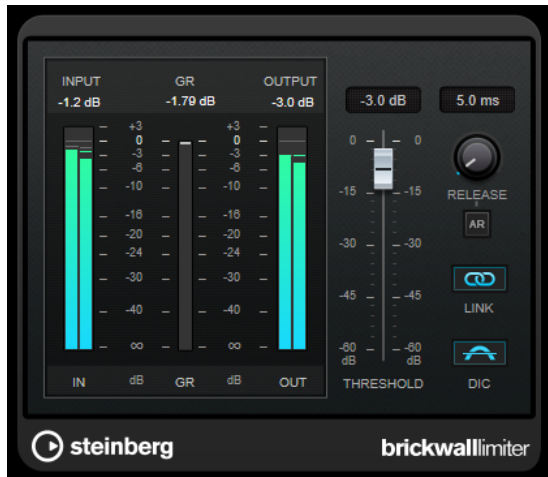 INPUT GR OUTPUT
-1.2 dB -1.79 dB -3.0 dB -3.0 dB 5.0 ms
+3 +3
0 0 0 0
-3 -3
-6 -6
-10 -10 -15 -15 RELEASE
-16 -16 AR
-20 -20
-24 -24 -30 -30
-30 -30
-45 -45 LINK
-40 -40
∞ ∞ -60 -60
dB dB
IN dB GR dB OUT THRESHOLD DIC
steinberg brickwalllimiter